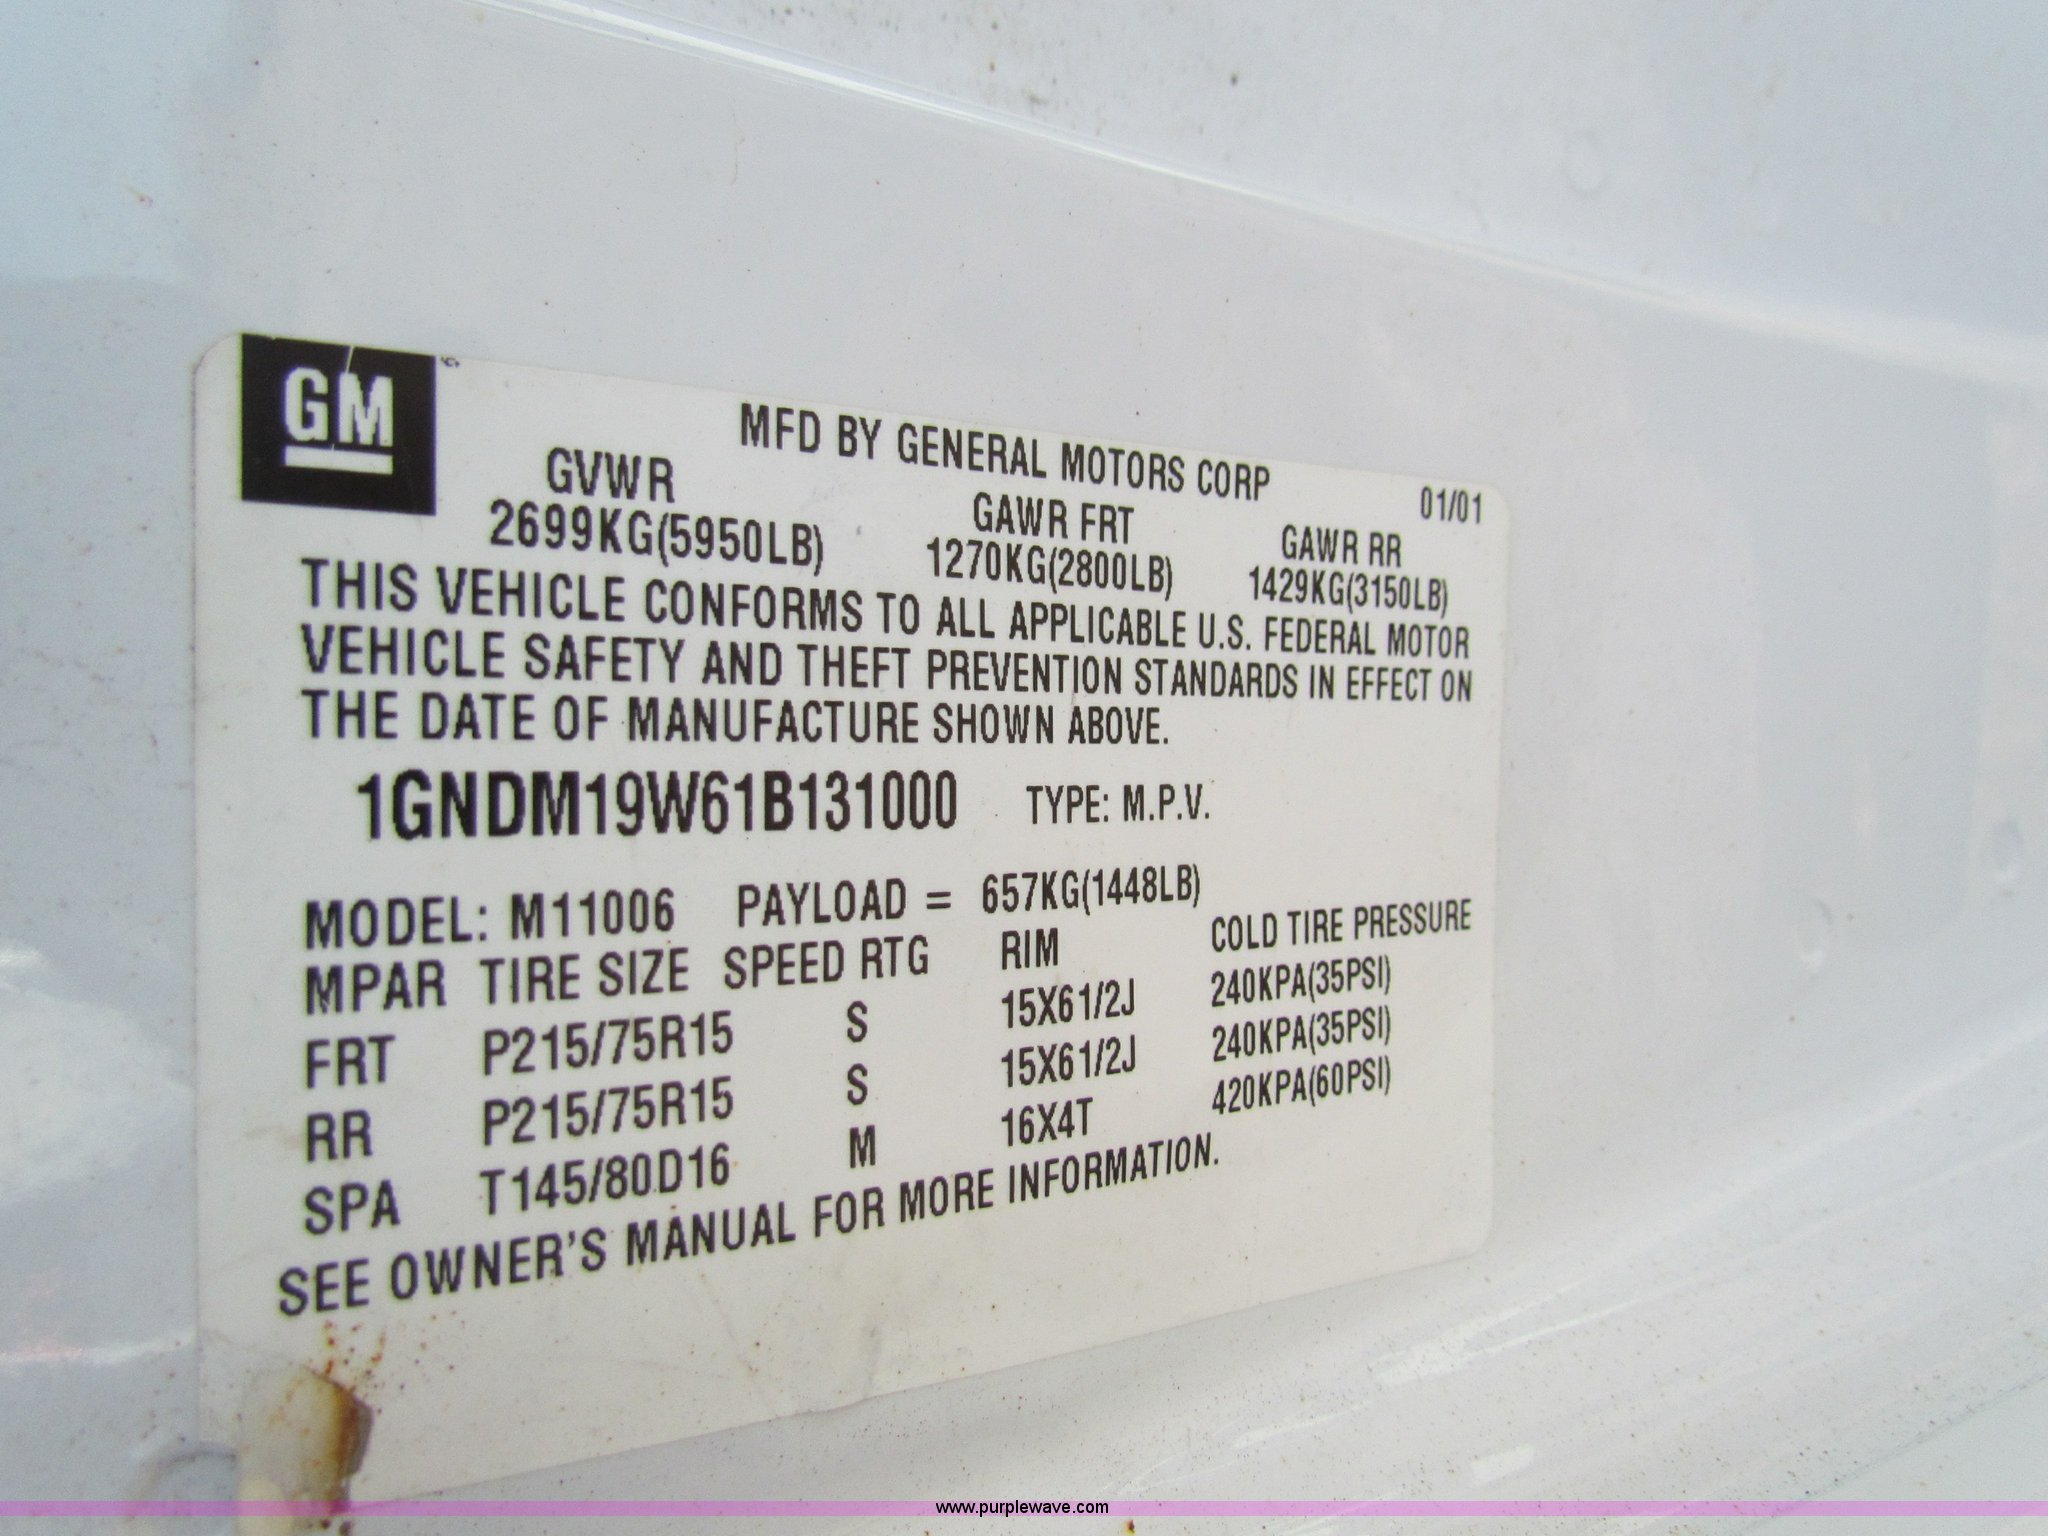 GM
MFD BY GENERAL MOTORS CORP
01/01
GVWR GAWR FRT GAWR RR
2699KG(5950LB) 1270KG(2800LB) 1429KG(3150LB)
THIS VEHICLE CONFORMS TO ALL APPLICABLE U.S. FEDERAL MOTOR
VEHICLE SAFETY AND THEFT PREVENTION STANDARDS IN EFFECT ON
THE DATE OF MANUFACTURE SHOWN ABOVE.
1GNDM19W61B131000 TYPE: M.P.V.
MODEL: M11006 PAYLOAD = 657KG(1448LB)
MPAR TIRE SIZE SPEED RTG RIM COLD TIRE PRESSURE
FRT P215/75R15 S 15X61/2J 240KPA(35PSI)
RR P215/75R15 S 15X61/2J 240KPA(35PSI)
SPA T145/80D16 M 16X4T 420KPA(60PSI)
SEE OWNER'S MANUAL FOR MORE INFORMATION.
www.purplewave.com